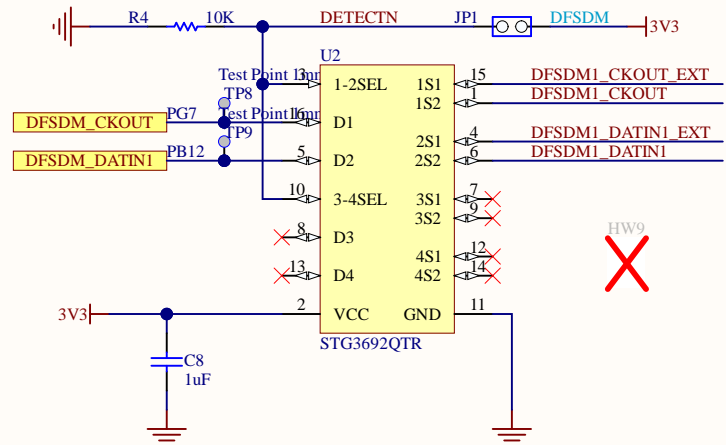 R4 10K DETECTN JP1 DFSDM 3V3
U2
Test Point 1mm 3 1-2SEL 1S1 15 DFSDM1_CKOUT_EXT
TP8 1S2 1 DFSDM1_CKOUT
Test Point 1mm
DFSDM_CKOUT PG7 16 D1
TP9 2S1 4 DFSDM1_DATIN1_EXT
DFSDM_DATIN1 PB12 5 D2 2S2 6 DFSDM1_DATIN1
10 3-4SEL 3S1 7
3S2 9
HW9
8 D3
4S1 12
13 D4 4S2 14
3V3 2 VCC GND 11
STG3692QTR
C8
1uF